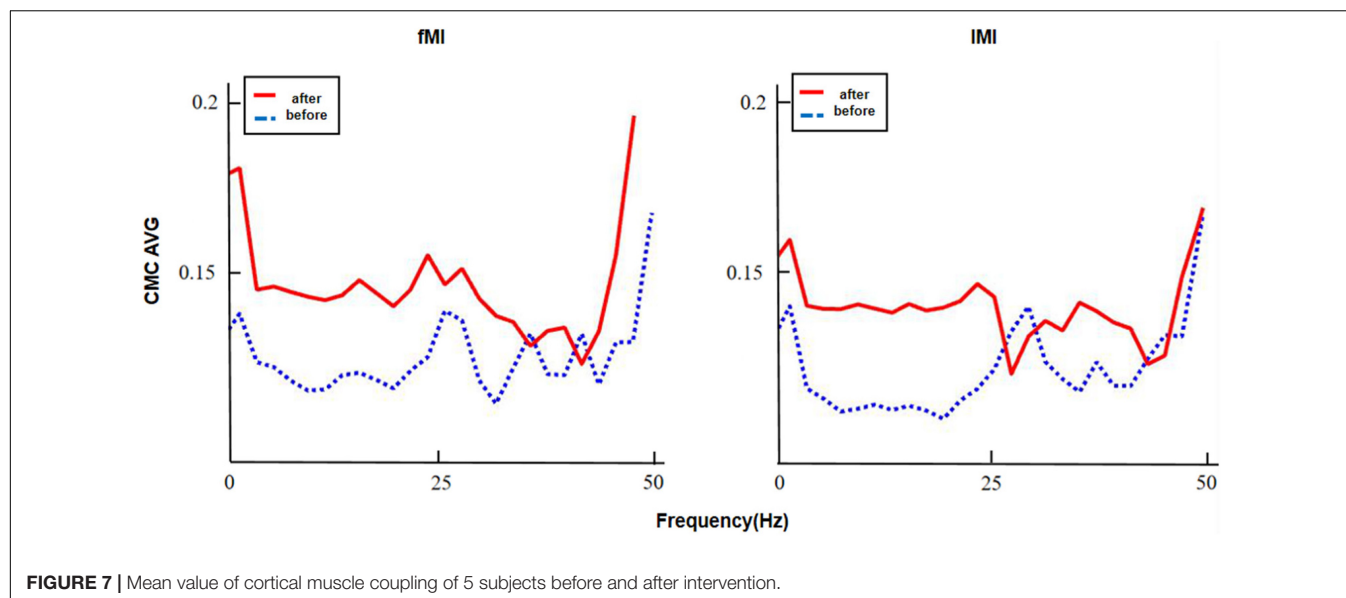 fMI
lMI
0.2
after
before
0.15
CMC AVG
0
25
50
0.2
after
before
0.15
0
25
50
Frequency(Hz)
FIGURE 7 | Mean value of cortical muscle coupling of 5 subjects before and after intervention.